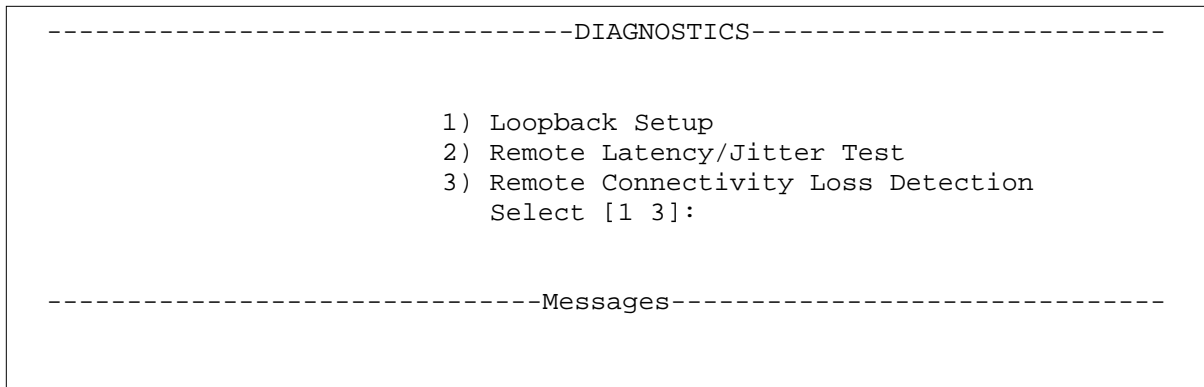 ---------------------------------DIAGNOSTICS--------------------------
1) Loopback Setup
2) Remote Latency/Jitter Test
3) Remote Connectivity Loss Detection
Select [1 3]:
-------------------------------Messages-------------------------------